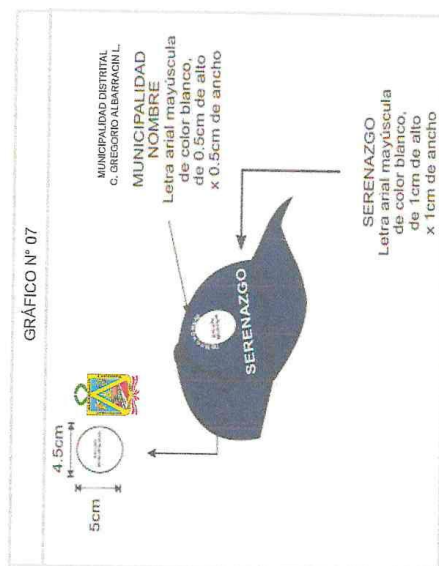 GRÁFICO N° 07
4.5cm
5cm
MUNICIPALIDAD DISTRITAL
C. GREGORIO ALBARRACIN L.
MUNICIPALIDAD
NOMBRE
Letra arial mayúscula
de color blanco,
de 0.5cm de alto
x 0.5cm de ancho
SERENAZGO
SERENAZGO
Letra arial mayúscula
de color blanco,
de 1cm de alto
x 1cm de ancho